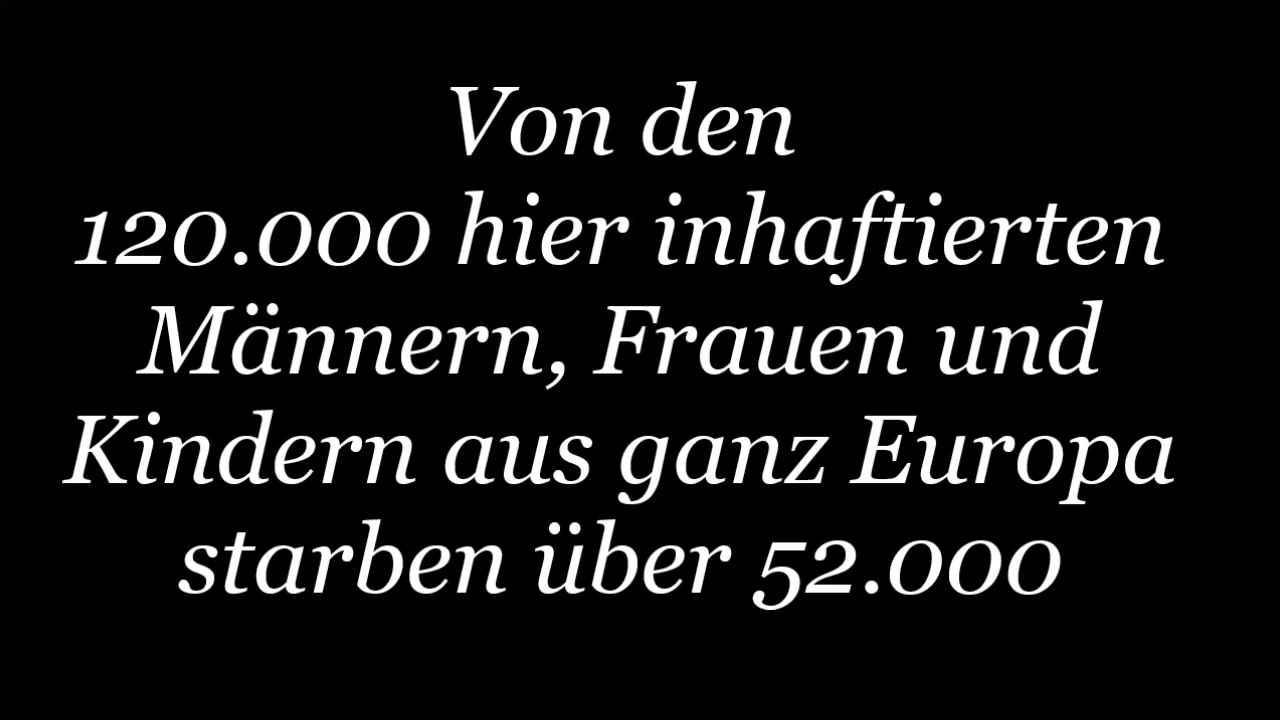 Von den
120.000 hier inhaftierten
Männern, Frauen und
Kindern aus ganz Europa
starben über 52.000